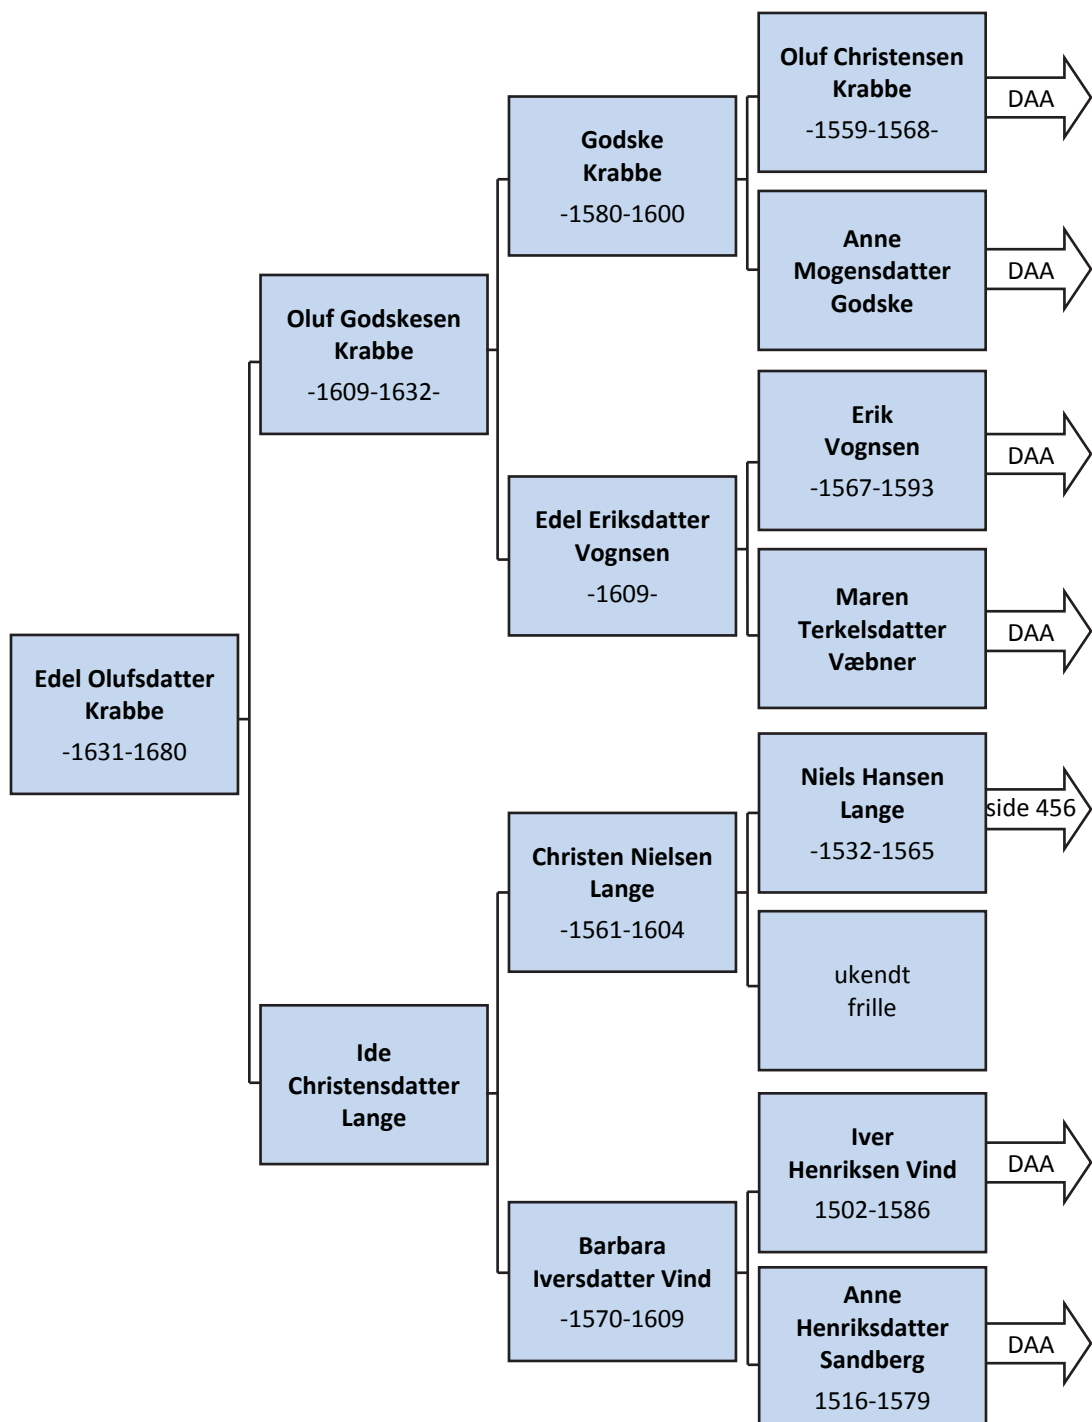 Oluf Christensen
Krabbe
-1559-1568-
DAA
Godske
Krabbe
-1580-1600
Anne
Mogensdatter
Godske
DAA
Oluf Godskesen
Krabbe
-1609-1632-
Erik
Vognsen
-1567-1593
DAA
Edel Eriksdatter
Vognsen
-1609-
Maren
Terkelsdatter
Væbner
DAA
Edel Olufsdatter
Krabbe
-1631-1680
Niels Hansen
Lange
-1532-1565
side 456
Christen Nielsen
Lange
-1561-1604
ukendt
frille
Ide
Christensdatter
Lange
Iver
Henriksen Vind
1502-1586
DAA
Barbara
Iversdatter Vind
-1570-1609
Anne
Henriksdatter
Sandberg
1516-1579
DAA